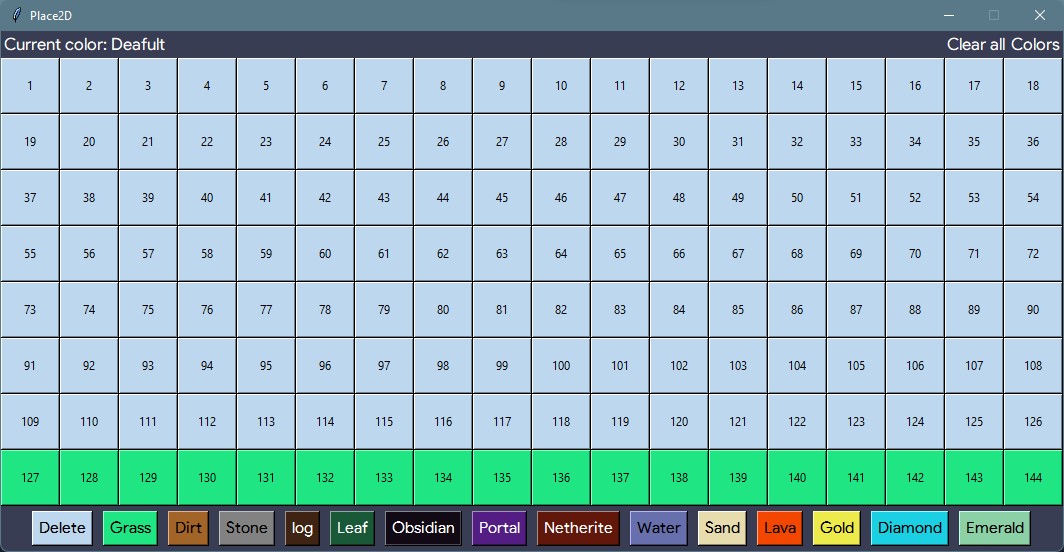 Place2D
Current color: Deafult Clear all Colors
1 2 3 4 5 6 7 8 9 10 11 12 13 14 15 16 17 18
19 20 21 22 23 24 25 26 27 28 29 30 31 32 33 34 35 36
37 38 39 40 41 42 43 44 45 46 47 48 49 50 51 52 53 54
55 56 57 58 59 60 61 62 63 64 65 66 67 68 69 70 71 72
73 74 75 76 77 78 79 80 81 82 83 84 85 86 87 88 89 90
91 92 93 94 95 96 97 98 99 100 101 102 103 104 105 106 107 108
109 110 111 112 113 114 115 116 117 118 119 120 121 122 123 124 125 126
127 128 129 130 131 132 133 134 135 136 137 138 139 140 141 142 143 144
Delete Grass Dirt Stone log Leaf Obsidian Portal Netherite Water Sand Lava Gold Diamond Emerald